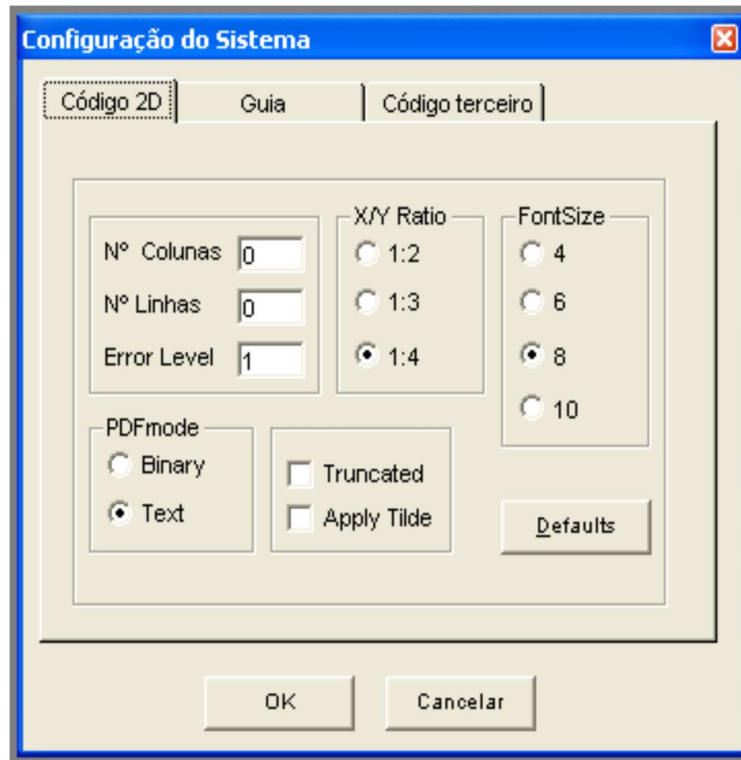 Configuração do Sistema
Código 2D Guia Código terceiro
Nº Colunas 0
Nº Linhas 0
Error Level 1
X/Y Ratio
1:2
1:3
1:4
FontSize
4
6
8
10
PDFmode
Binary
Text
Truncated
Apply Tilde
Defaults
OK Cancelar